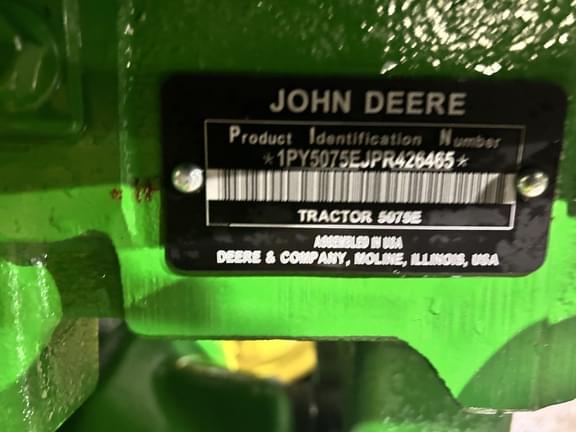 JOHN DEERE
Product Identification Number
*1PY5075EJPR426465*
TRACTOR 5075E
ASSEMBLED IN USA
DEERE & COMPANY, MOLINE, ILLINOIS, USA